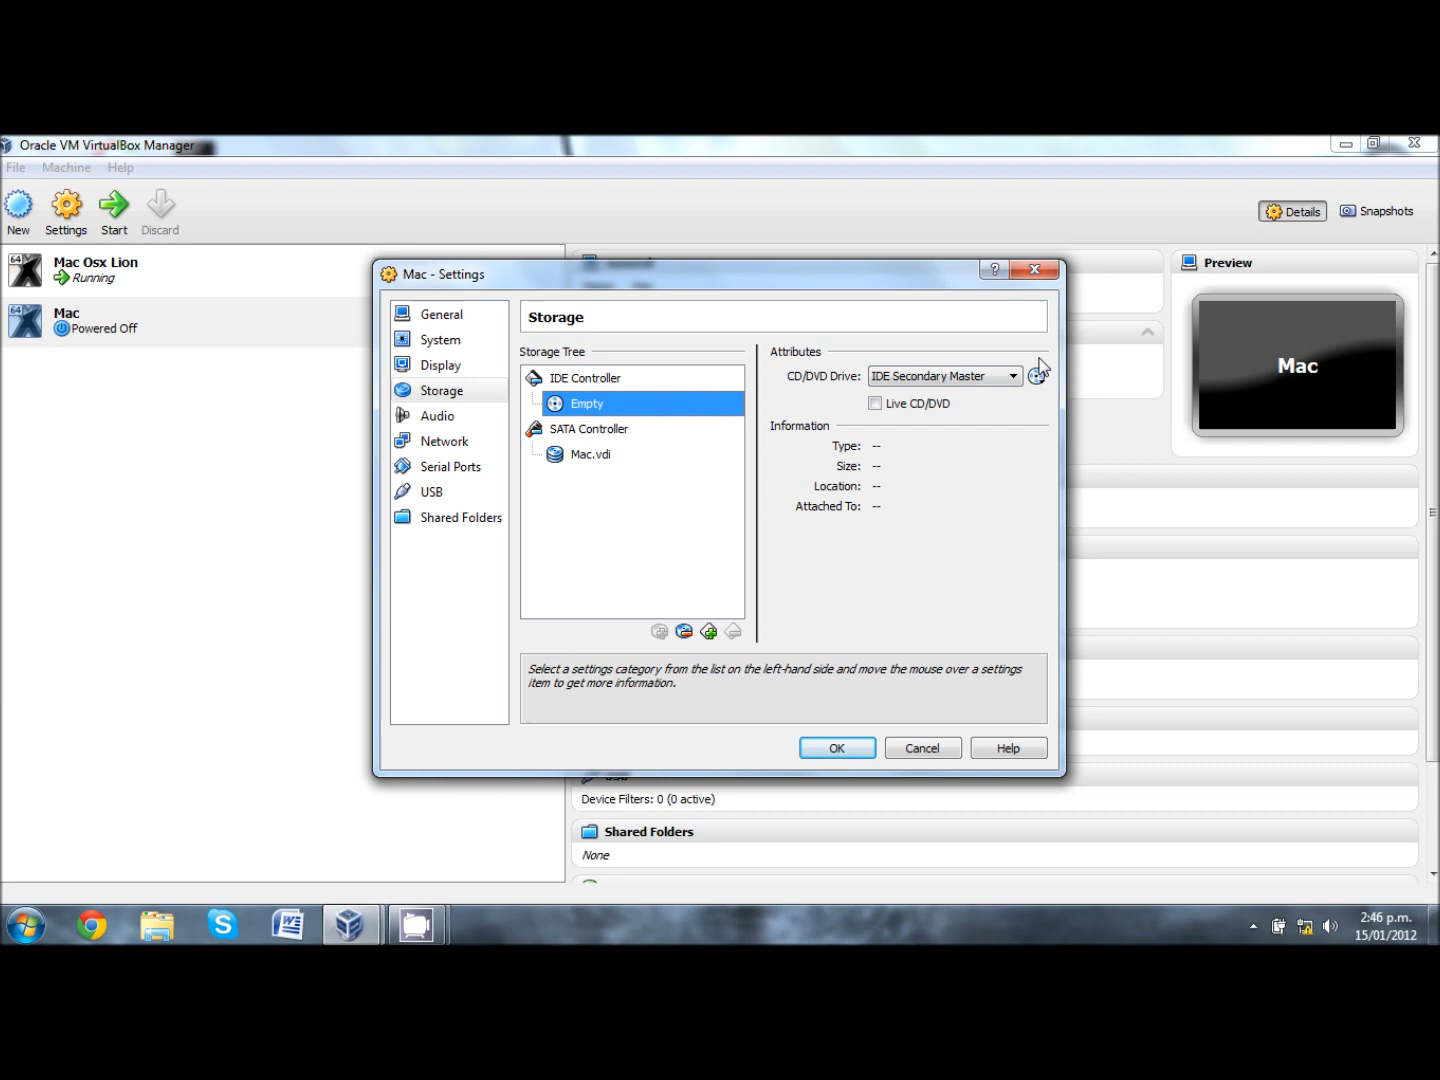 Oracle VM VirtualBox Manager
File Machine Help
New Settings Start Discard
Details Snapshots
64
Mac Osx Lion
Running
64
Mac
Powered Off
Mac - Settings
General
System
Display
Storage
Audio
Network
Serial Ports
USB
Shared Folders
Storage
Storage Tree
IDE Controller
Empty
SATA Controller
Mac.vdi
Attributes
CD/DVD Drive: IDE Secondary Master
Live CD/DVD
Information
Type: --
Size: --
Location: --
Attached To: --
Select a settings category from the list on the left-hand side and move the mouse over a settings
item to get more information.
OK Cancel Help
Preview
Mac
Device Filters: 0 (0 active)
Shared Folders
None
2:46 p.m.
15/01/2012